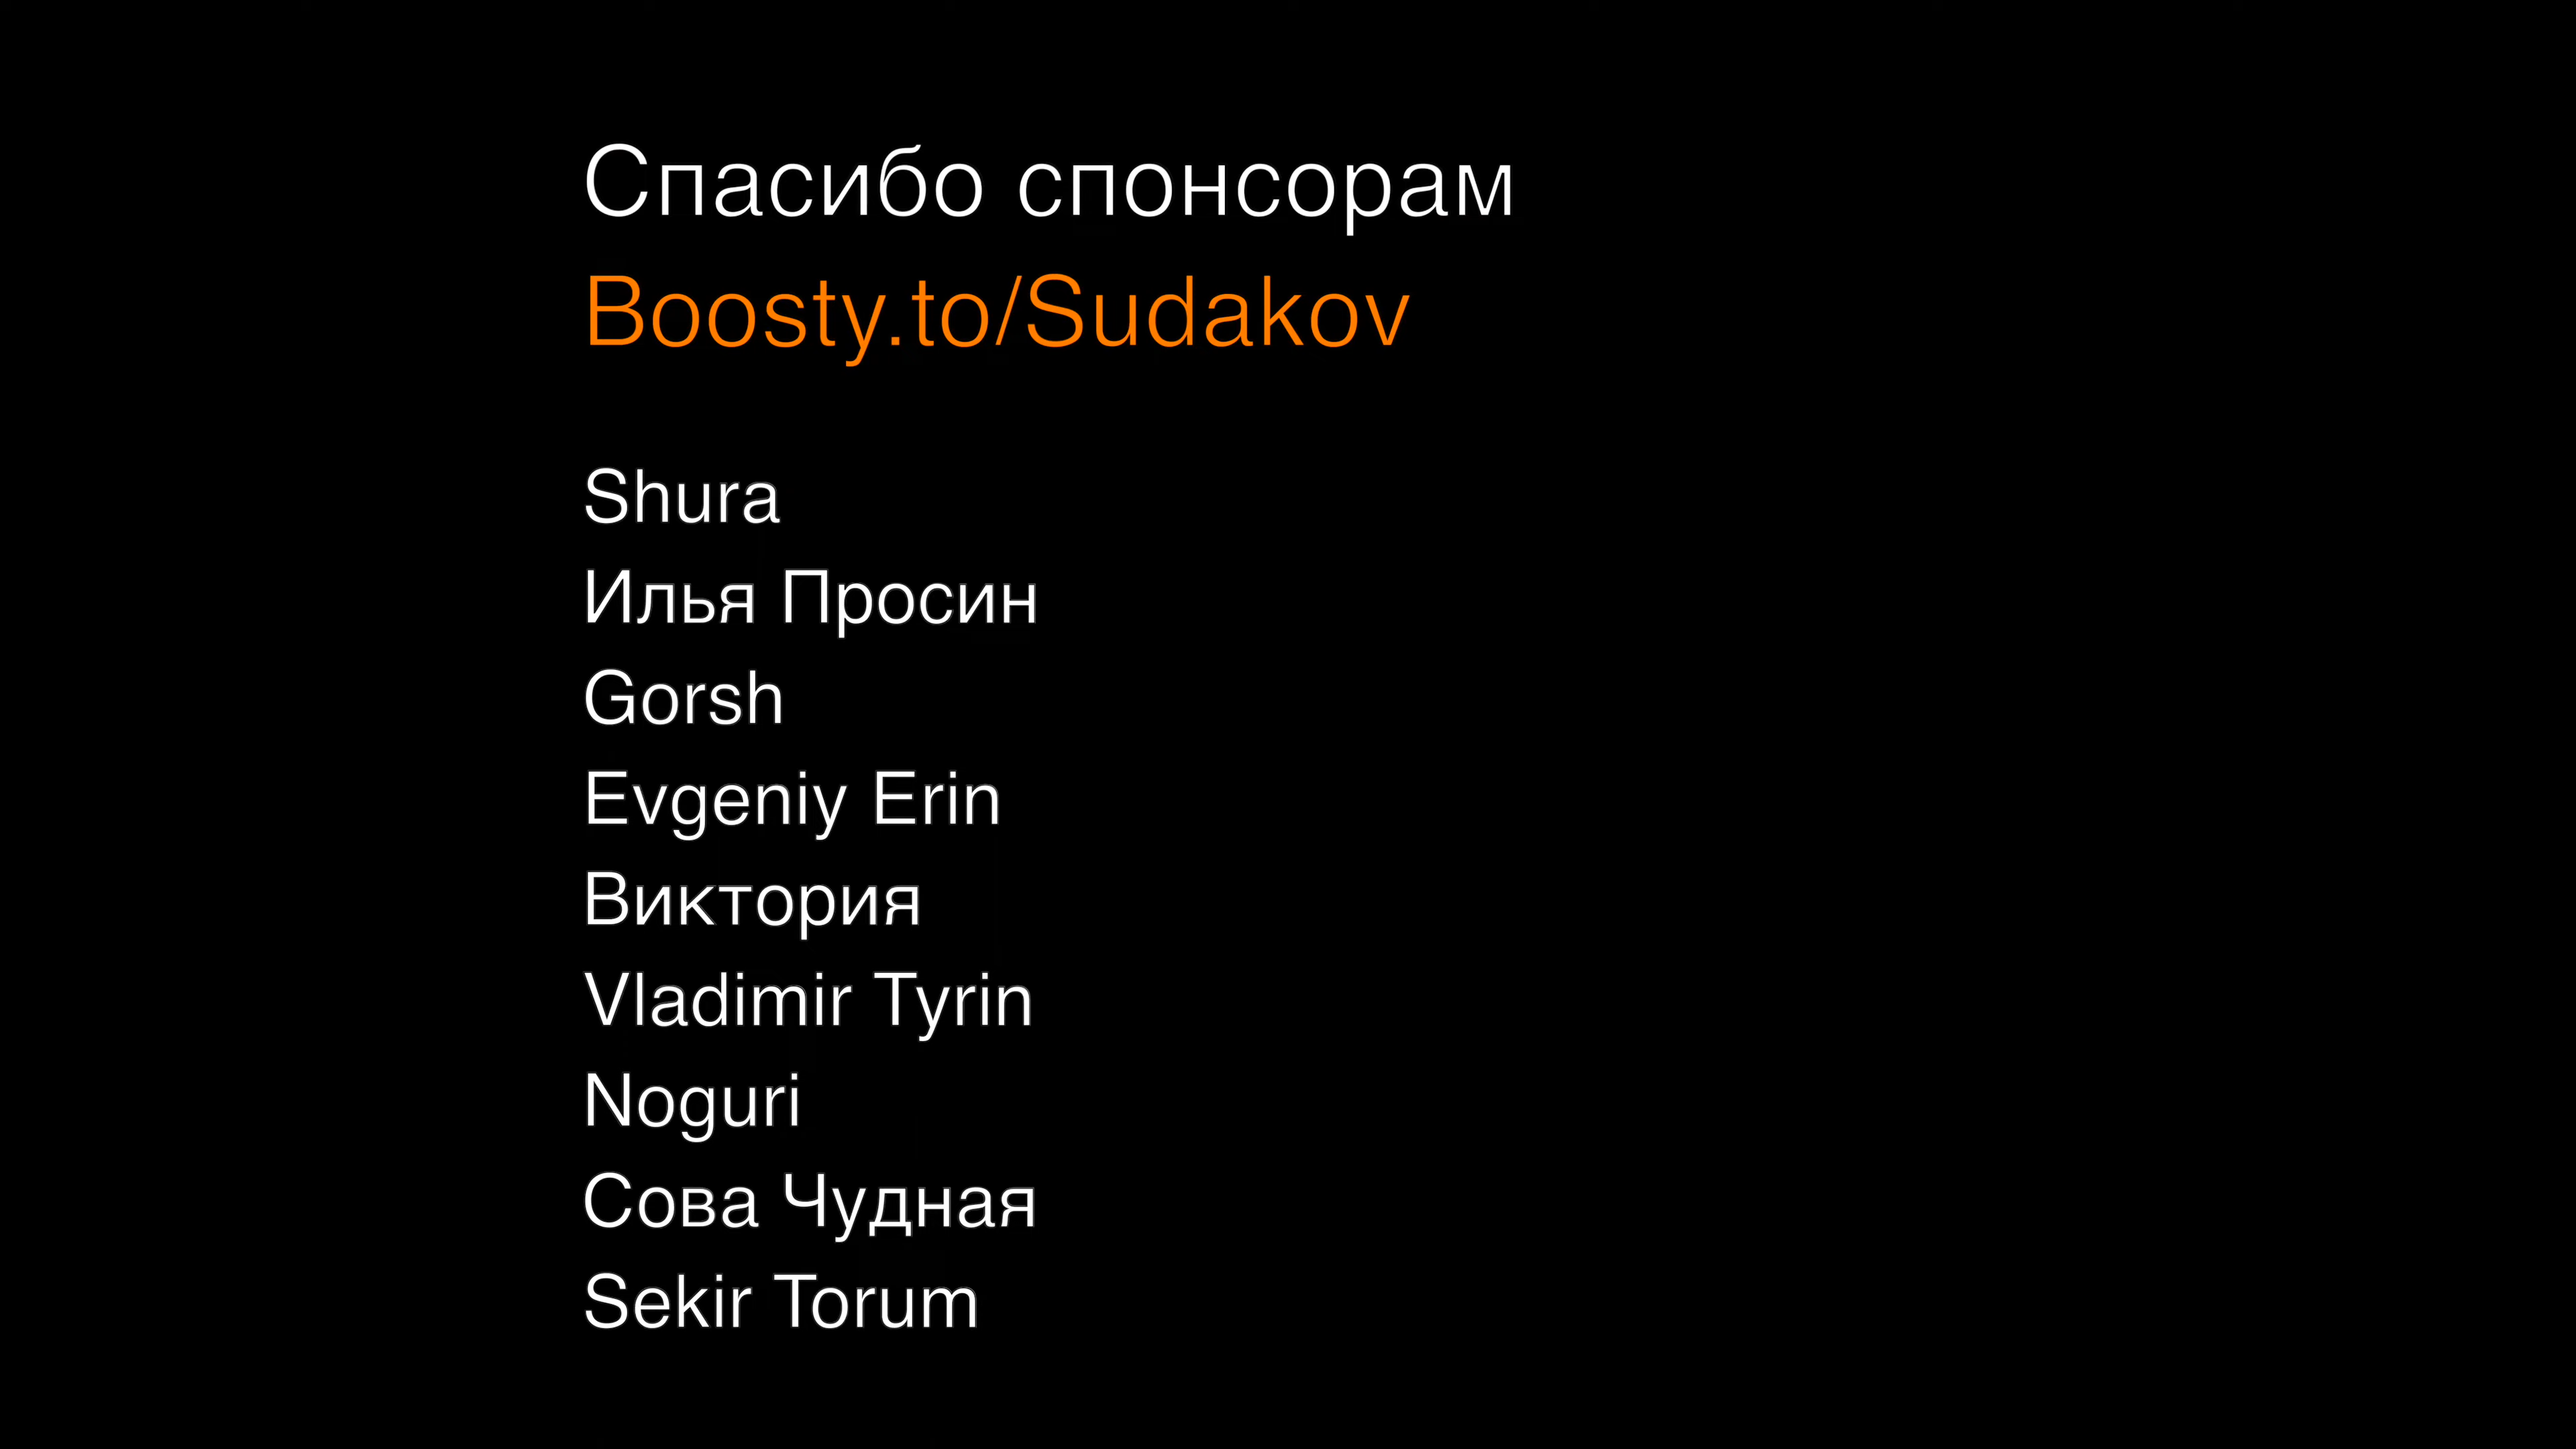 Спасибо спонсорам
Boosty.to/Sudakov
Shura
Илья Просин
Gorsh
Evgeniy Erin
Виктория
Vladimir Tyrin
Noguri
Сова Чудная
Sekir Torum